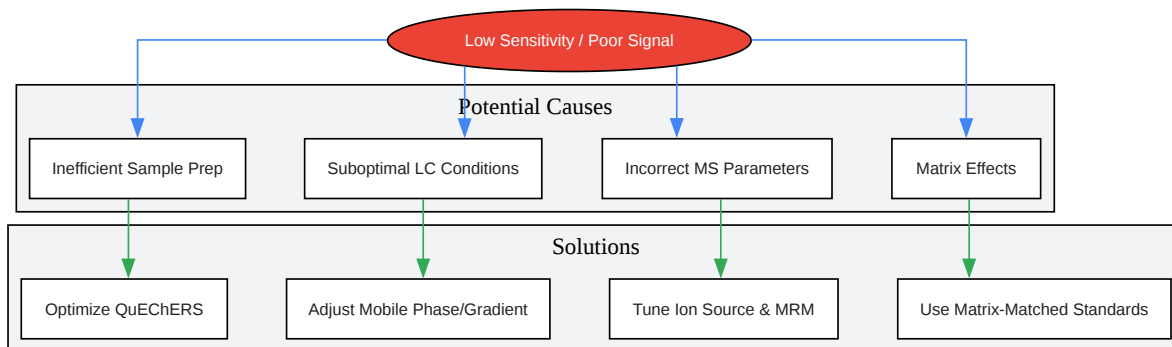 Low Sensitivity / Poor Signal
Potential Causes
Inefficient Sample Prep
Suboptimal LC Conditions
Incorrect MS Parameters
Matrix Effects
Solutions
Optimize QuEChERS
Adjust Mobile Phase/Gradient
Tune Ion Source & MRM
Use Matrix-Matched Standards